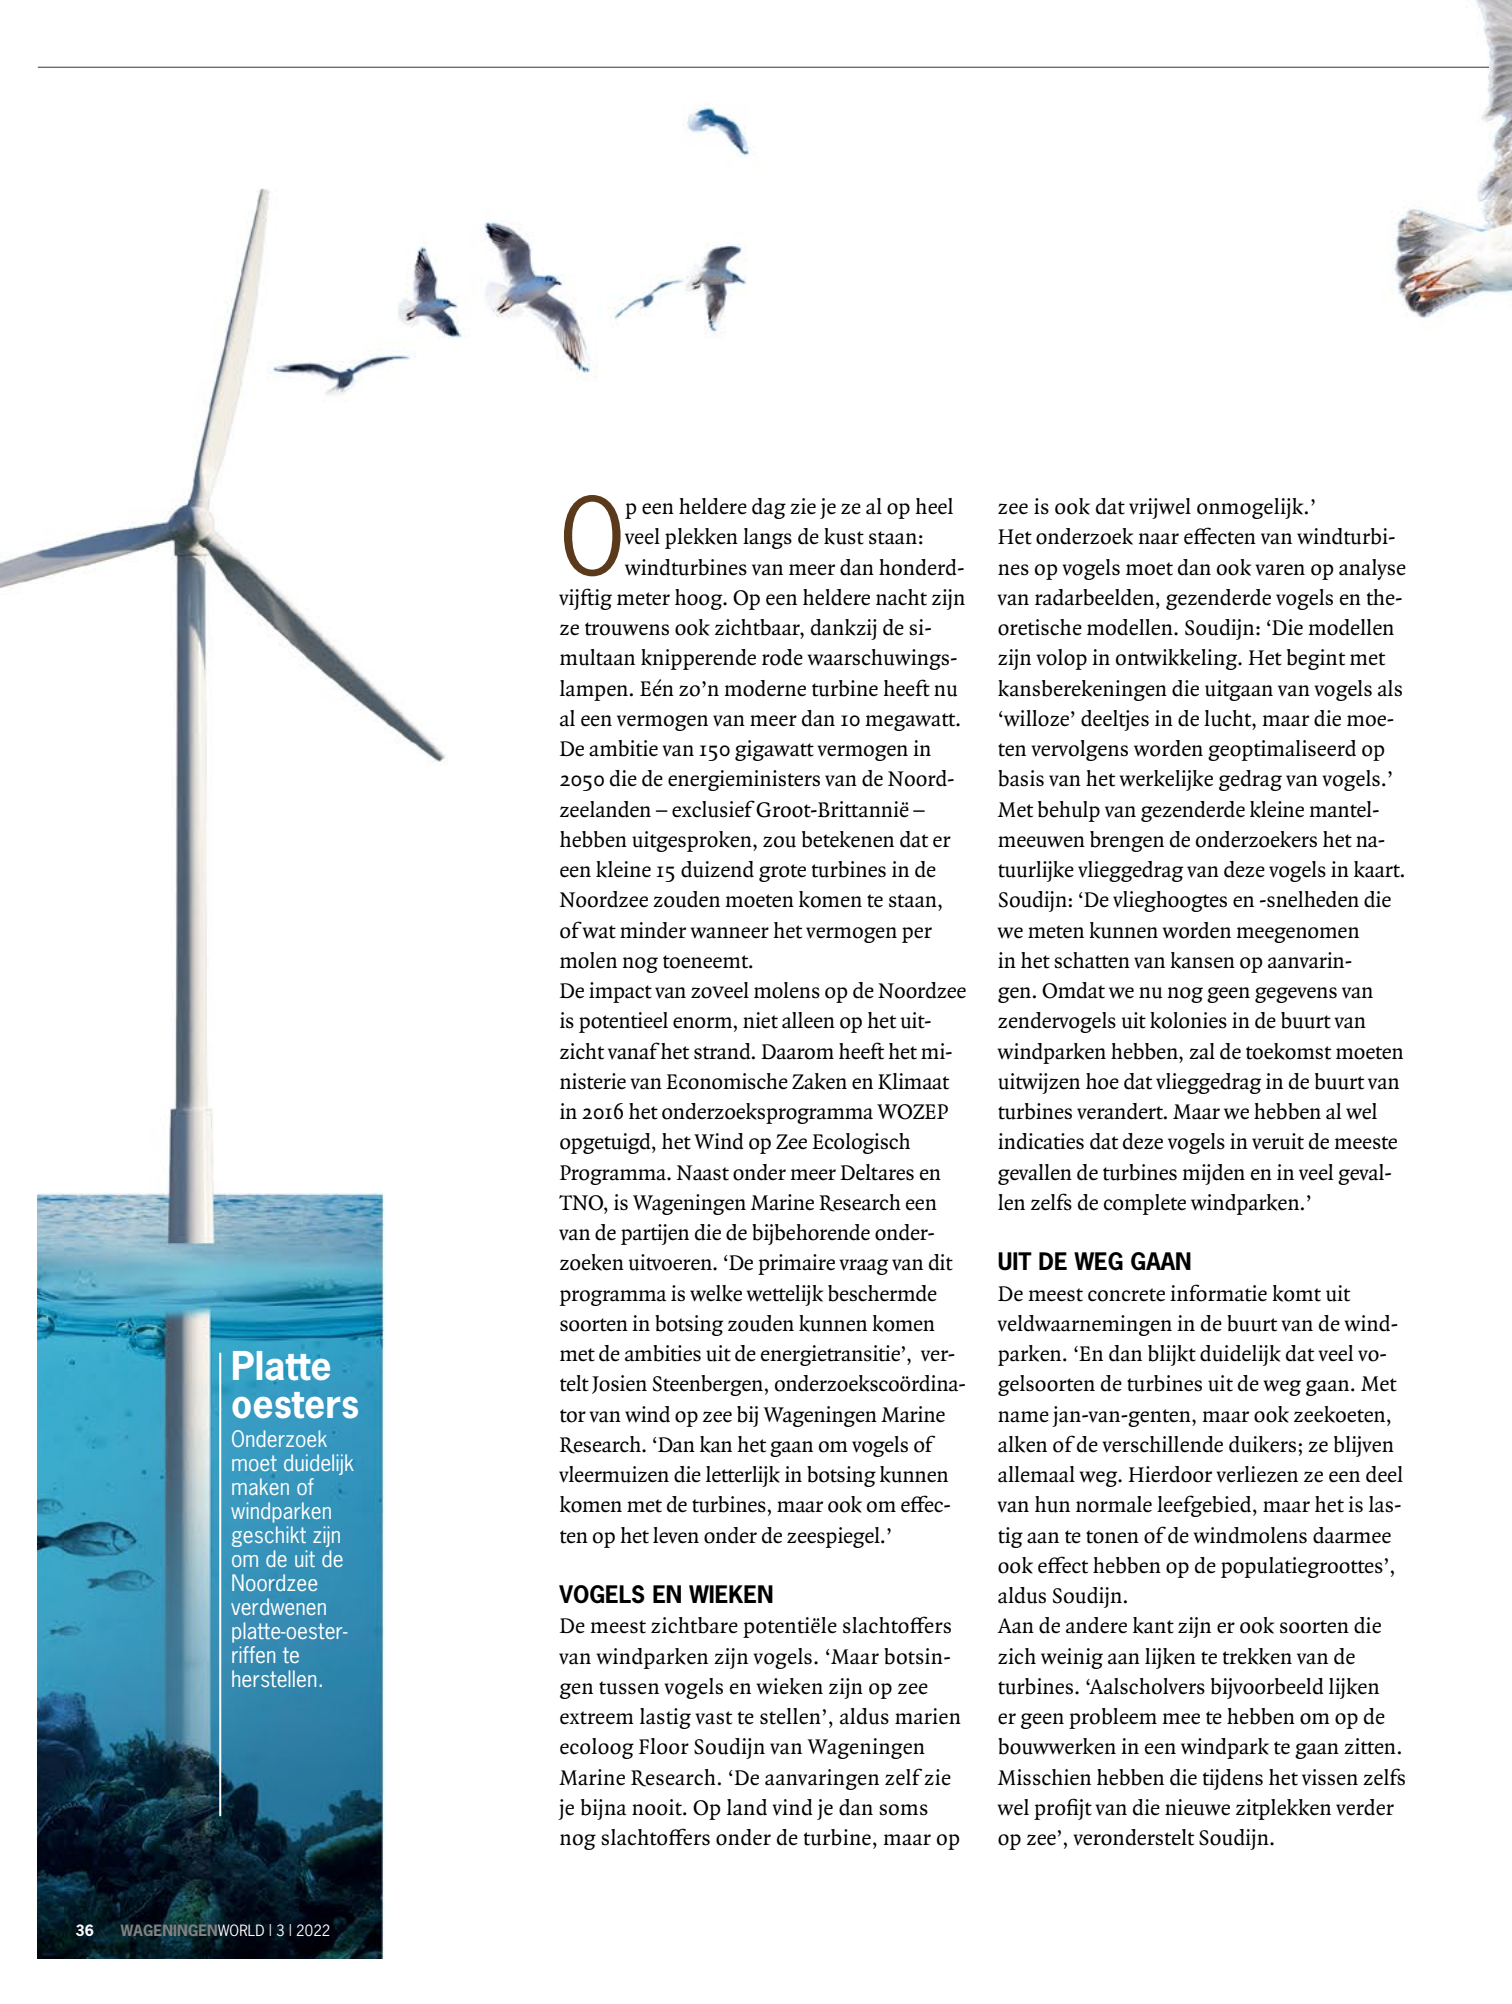 Op een heldere dag zie je ze al op heel
veel plekken langs de kust staan:
windturbines van meer dan honderd-
vijftig meter hoog. Op een heldere nacht zijn
ze trouwens ook zichtbaar, dankzij de si-
multaan knipperende rode waarschuwings-
lampen. Eén zo’n moderne turbine heeft nu
al een vermogen van meer dan 10 megawatt.
De ambitie van 150 gigawatt vermogen in
2050 die de energieministers van de Noord-
zeelanden – exclusief Groot-Brittannië –
hebben uitgesproken, zou betekenen dat er
een kleine 15 duizend grote turbines in de
Noordzee zouden moeten komen te staan,
of wat minder wanneer het vermogen per
molen nog toeneemt.
De impact van zoveel molens op de Noordzee
is potentieel enorm, niet alleen op het uit-
zicht vanaf het strand. Daarom heeft het mi-
nisterie van Economische Zaken en Klimaat
in 2016 het onderzoeksprogramma WOZEP
opgetuigd, het Wind op Zee Ecologisch
Programma. Naast onder meer Deltares en
TNO, is Wageningen Marine Research een
van de partijen die de bijbehorende onder-
zoeken uitvoeren. ‘De primaire vraag van dit
programma is welke wettelijk beschermde
soorten in botsing zouden kunnen komen
met de ambities uit de energietransitie’, ver-
telt Josien Steenbergen, onderzoekscoördina-
tor van wind op zee bij Wageningen Marine
Research. ‘Dan kan het gaan om vogels of
vleermuizen die letterlijk in botsing kunnen
komen met de turbines, maar ook om effec-
ten op het leven onder de zeespiegel.’
VOGELS EN WIEKEN
De meest zichtbare potentiële slachtoffers
van windparken zijn vogels. ‘Maar botsin-
gen tussen vogels en wieken zijn op zee
extreem lastig vast te stellen’, aldus marien
ecoloog Floor Soudijn van Wageningen
Marine Research. ‘De aanvaringen zelf zie
je bijna nooit. Op land vind je dan soms
nog slachtoffers onder de turbine, maar op
zee is ook dat vrijwel onmogelijk.’
Het onderzoek naar effecten van windturbi-
nes op vogels moet dan ook varen op analyse
van radarbeelden, gezenderde vogels en the-
oretische modellen. Soudijn: ‘Die modellen
zijn volop in ontwikkeling. Het begint met
kansberekeningen die uitgaan van vogels als
‘willoze’ deeltjes in de lucht, maar die moe-
ten vervolgens worden geoptimaliseerd op
basis van het werkelijke gedrag van vogels.’
Met behulp van gezenderde kleine mantel-
meeuwen brengen de onderzoekers het na-
tuurlijke vlieggedrag van deze vogels in kaart.
Soudijn: ‘De vlieghoogtes en -snelheden die
we meten kunnen worden meegenomen
in het schatten van kansen op aanvarin-
gen. Omdat we nu nog geen gegevens van
zendervogels uit kolonies in de buurt van
windparken hebben, zal de toekomst moeten
uitwijzen hoe dat vlieggedrag in de buurt van
turbines verandert. Maar we hebben al wel
indicaties dat deze vogels in veruit de meeste
gevallen de turbines mijden en in veel geval-
len zelfs de complete windparken.’
UIT DE WEG GAAN
De meest concrete informatie komt uit
veldwaarnemingen in de buurt van de wind-
parken. ‘En dan blijkt duidelijk dat veel vo-
gelsoorten de turbines uit de weg gaan. Met
name jan-van-genten, maar ook zeekoeten,
alken of de verschillende duikers; ze blijven
allemaal weg. Hierdoor verliezen ze een deel
van hun normale leefgebied, maar het is las-
tig aan te tonen of de windmolens daarmee
ook effect hebben op de populatiegroottes’,
aldus Soudijn.
Aan de andere kant zijn er ook soorten die
zich weinig aan lijken te trekken van de
turbines. ‘Aalscholvers bijvoorbeeld lijken
er geen probleem mee te hebben om op de
bouwwerken in een windpark te gaan zitten.
Misschien hebben die tijdens het vissen zelfs
wel profijt van die nieuwe zitplekken verder
op zee’, veronderstelt Soudijn.
Platte
oesters
Onderzoek
moet duidelijk
maken of
windparken
geschikt zijn
om de uit de
Noordzee
verdwenen
platte-oester-
riffen te
herstellen.
36 WAGENINGENWORLD | 3 | 2022